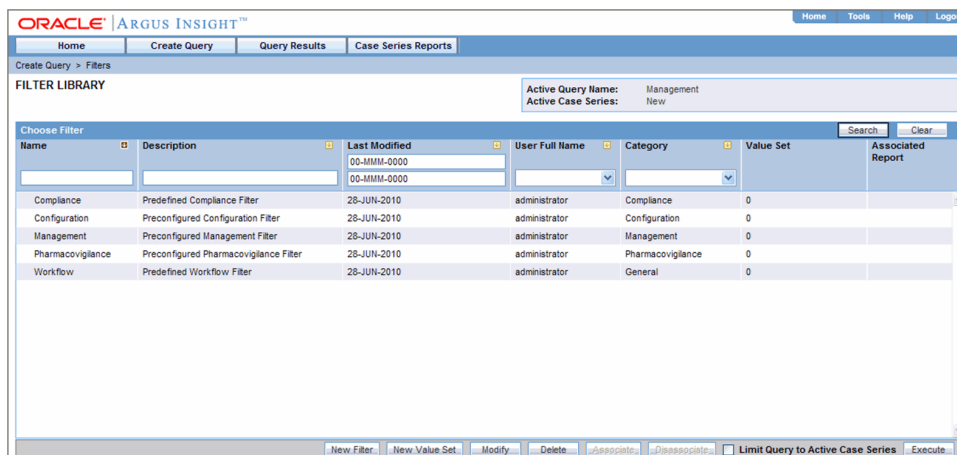 Home Tools Help Logo
ORACLE ARGUS INSIGHT™
Home Create Query Query Results Case Series Reports
Create Query > Filters
FILTER LIBRARY
Active Query Name: Management
Active Case Series: New
Choose Filter Search Clear
Name Description Last Modified User Full Name Category Value Set Associated Report
00-MMM-0000
00-MMM-0000
Compliance Predefined Compliance Filter 28-JUN-2010 administrator Compliance 0
Configuration Preconfigured Configuration Filter 28-JUN-2010 administrator Configuration 0
Management Preconfigured Management Filter 28-JUN-2010 administrator Management 0
Pharmacovigilance Preconfigured Pharmacovigilance Filter 28-JUN-2010 administrator Pharmacovigilance 0
Workflow Predefined Workflow Filter 28-JUN-2010 administrator General 0
New Filter New Value Set Modify Delete Associate Disassociate Limit Query to Active Case Series Execute